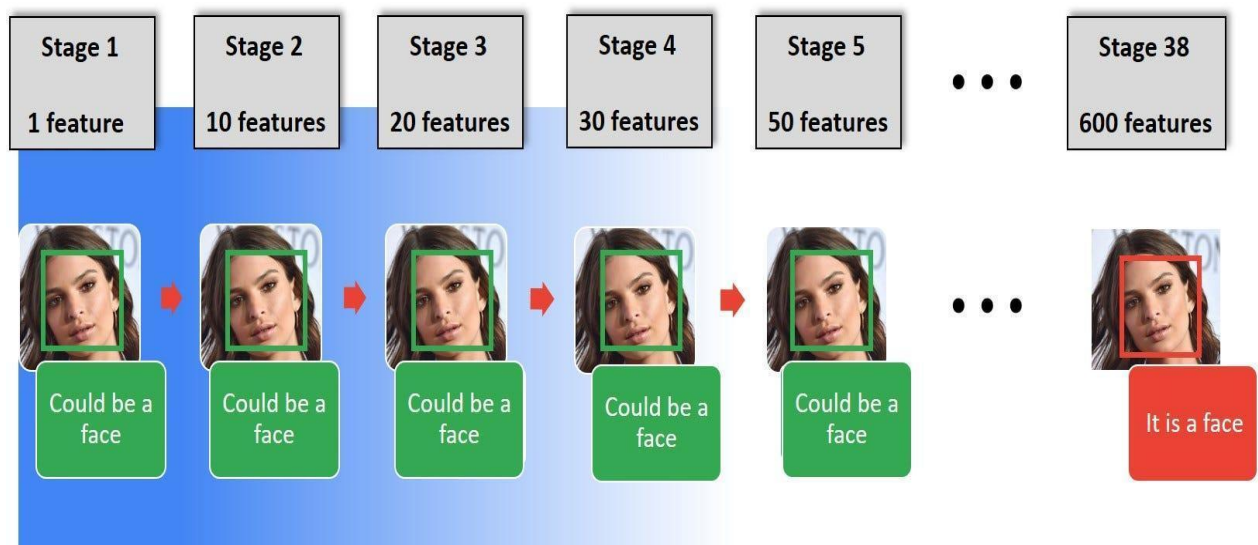 Stage 1
1 feature
Stage 2
10 features
Stage 3
20 features
Stage 4
30 features
Stage 5
50 features
Stage 38
600 features
Could be a
face
Could be a
face
Could be a
face
Could be a
face
Could be a
face
It is a face